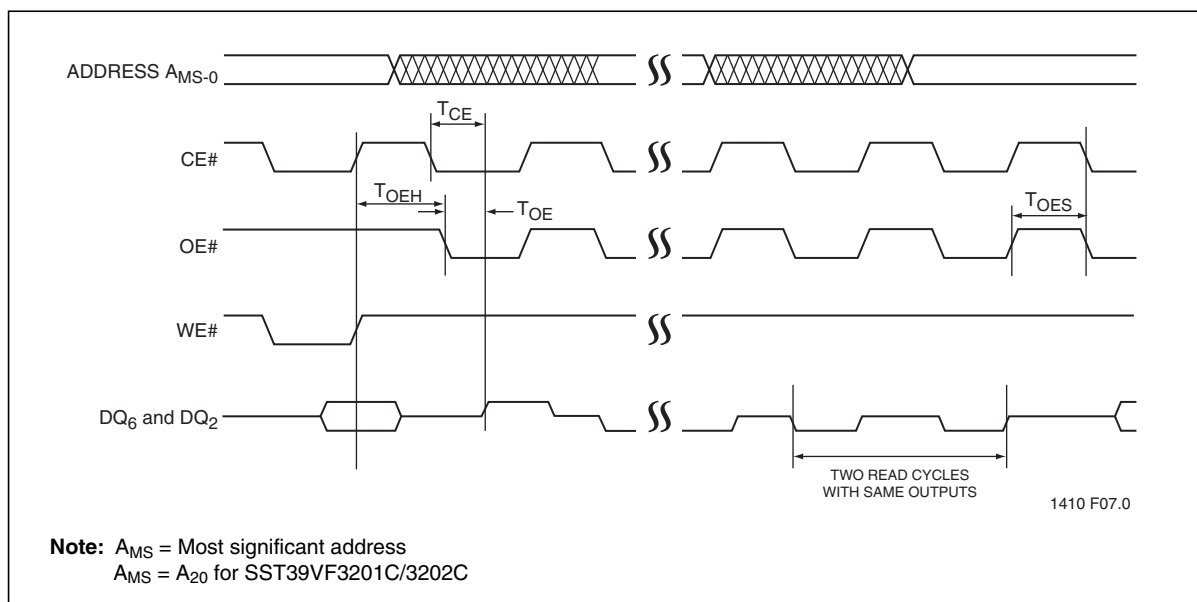 ADDRESS AMS-0
TCE
CE#
TOEH
TOE
TOES
OE#
WE#
DQ6 and DQ2
TWO READ CYCLES
WITH SAME OUTPUTS
1410 F07.0
Note: AMS = Most significant address
AMS = A20 for SST39VF3201C/3202C